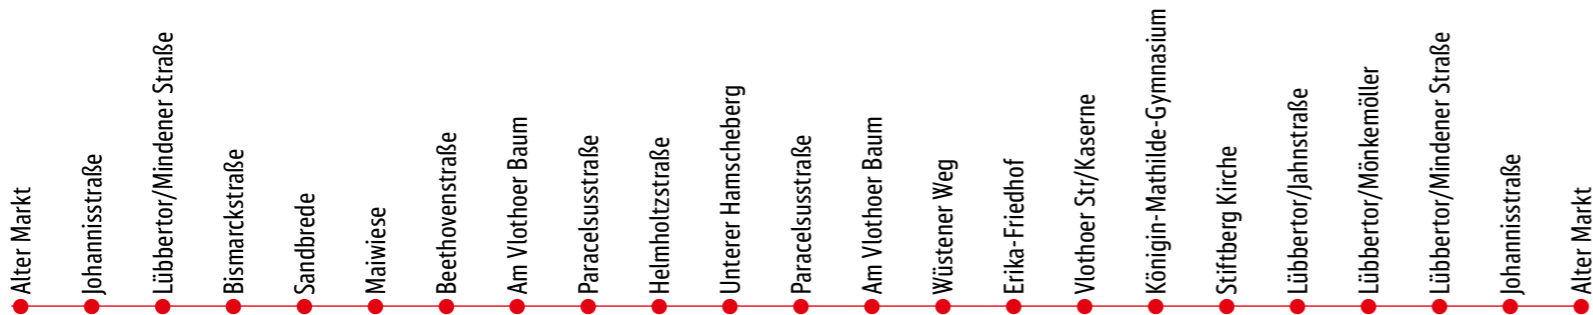 Alter Markt
Johannisstraße
Lübbertor/Mindener Straße
Bismarckstraße
Sandbrede
Maiwiese
Beethovenstraße
Am Vlothoer Baum
Paracelsusstraße
Helmholtzstraße
Unterer Hamscheberg
Paracelsusstraße
Am Vlothoer Baum
Wüstener Weg
Erika-Friedhof
Vlothoer Str/Kaserne
Königin-Mathilde-Gymnasium
Stiftberg Kirche
Lübbertor/Jahnstraße
Lübbertor/Mönkemöller
Lübbertor/Mindener Straße
Johannisstraße
Alter Markt